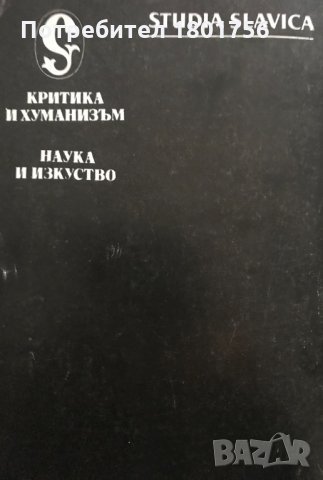 Потребител 1801756
STUDIA SLAVICA
S
КРИТИКА
И ХУМАНИЗЪМ
НАУКА
И ИЗКУСТВО
BAZAR